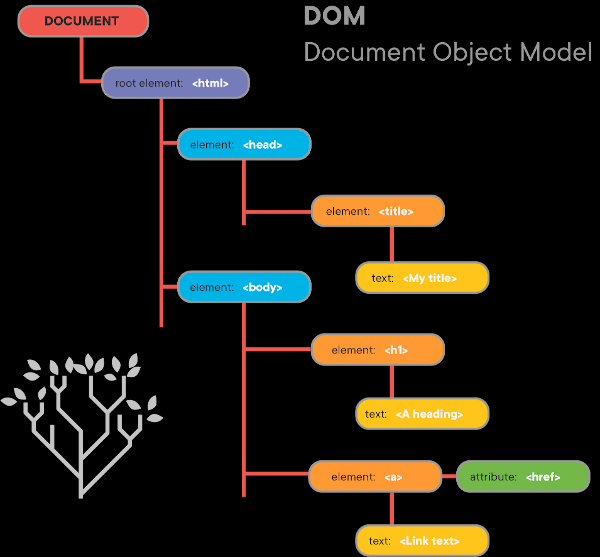 DOM
Document Object Model
DOCUMENT
root element: <html>
element: <head>
element: <title>
text: <My title>
element: <body>
element: <h1>
text: <A heading>
element: <a>
attribute: <href>
text: <Link text>